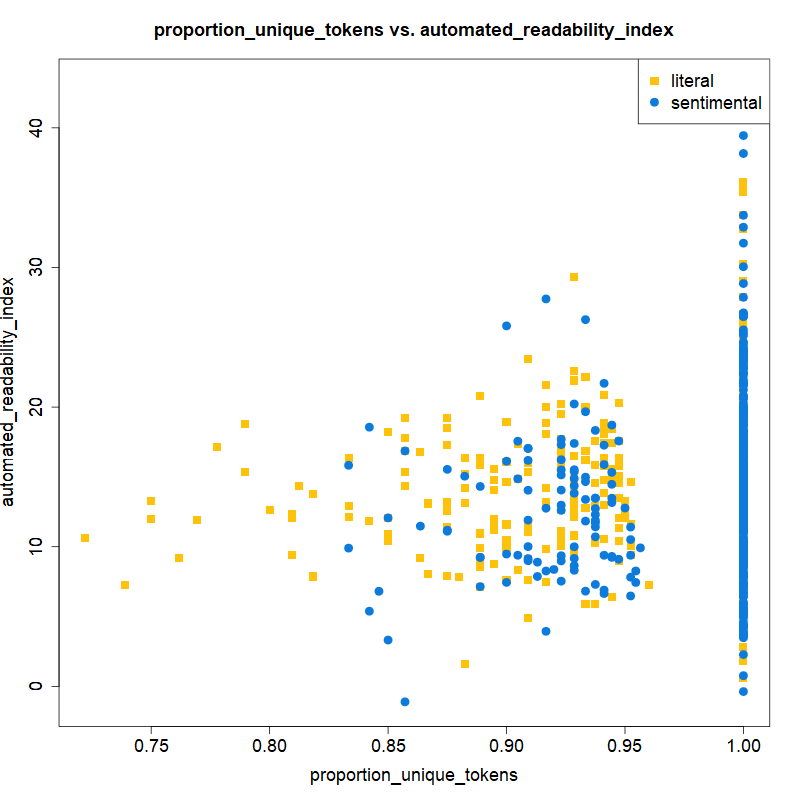 proportion_unique_tokens vs. automated_readability_index
literal
sentimental
automated_readability_index
40
30
20
10
0
0.75 0.80 0.85 0.90 0.95 1.00
proportion_unique_tokens